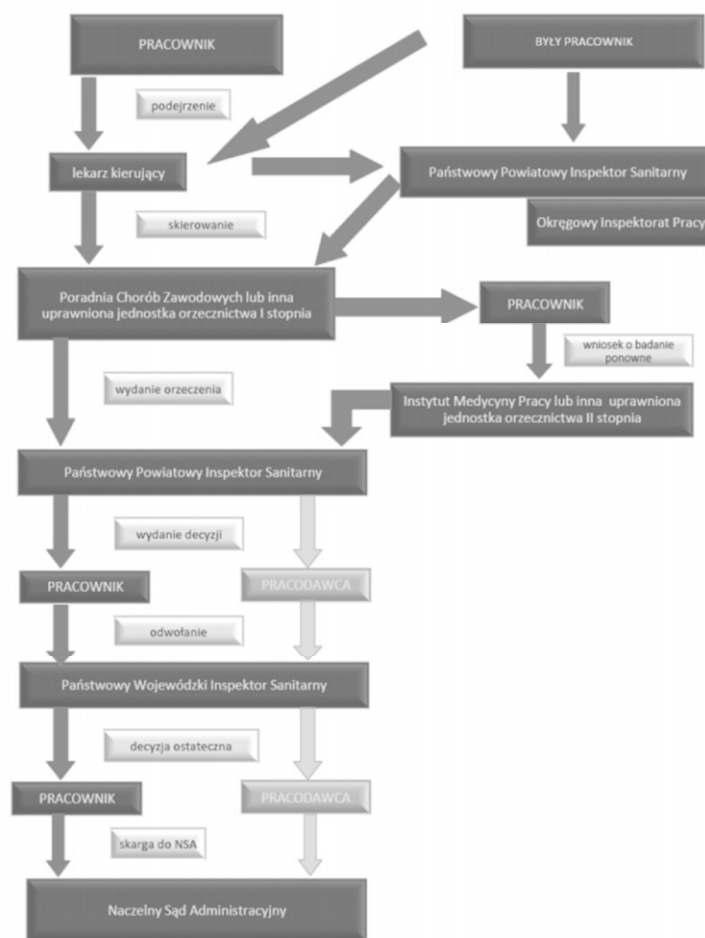 PRACOWNIK
BYŁY PRACOWNIK
podejrzenie
lekarz kierujący
Państwowy Powiatowy Inspektor Sanitarny
Okręgowy Inspektorat Pracy
skierowanie
Poradnia Chorób Zawodowych lub inna
uprawniona jednostka orzecznictwa I stopnia
PRACOWNIK
wniosek o badanie
ponowne
wydanie orzeczenia
Instytut Medycyny Pracy lub inna uprawniona
jednostka orzecznictwa II stopnia
Państwowy Powiatowy Inspektor Sanitarny
wydanie decyzji
PRACOWNIK
PRACODAWCA
odwołanie
Państwowy Wojewódzki Inspektor Sanitarny
decyzja ostateczna
PRACOWNIK
PRACODAWCA
skarga do NSA
Naczelny Sąd Administracyjny